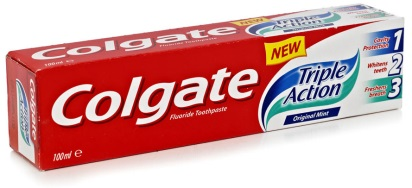 100ml ℮
Colgate
Fluoride Toothpaste
100ml ℮
NEW
Triple
Action
Original Mint
Cavity
Protection 1
Whitens
teeth 2
Freshens
breath 3